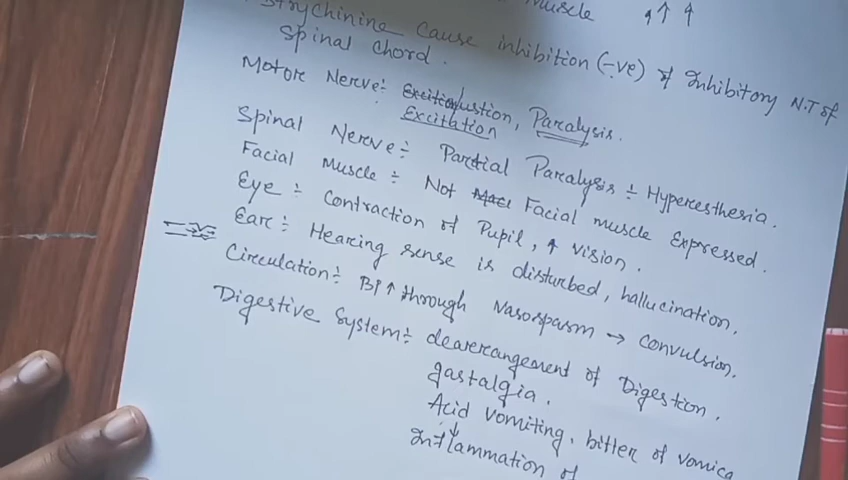 Muscle ↑ ↑
Strychinine cause inhibition (-ve) of Inhibitory N.T of
Spinal chord.
Motor Nerve: Excitation, Paralysis.
Spinal Nerve: Partial Paralysis ÷ Hyperesthesia.
Facial Muscle: Not Facial muscle Expressed.
Eye: Contraction of Pupil, ↑ vision.
Ear: Hearing sense is disturbed, hallucination.
Circulation: BP↑ through Vasospasm → Convulsion.
Digestive System: dearerangement of Digestion.
gastalgia.
Acid vomiting, bitter of vomica
↓
Inflammation of